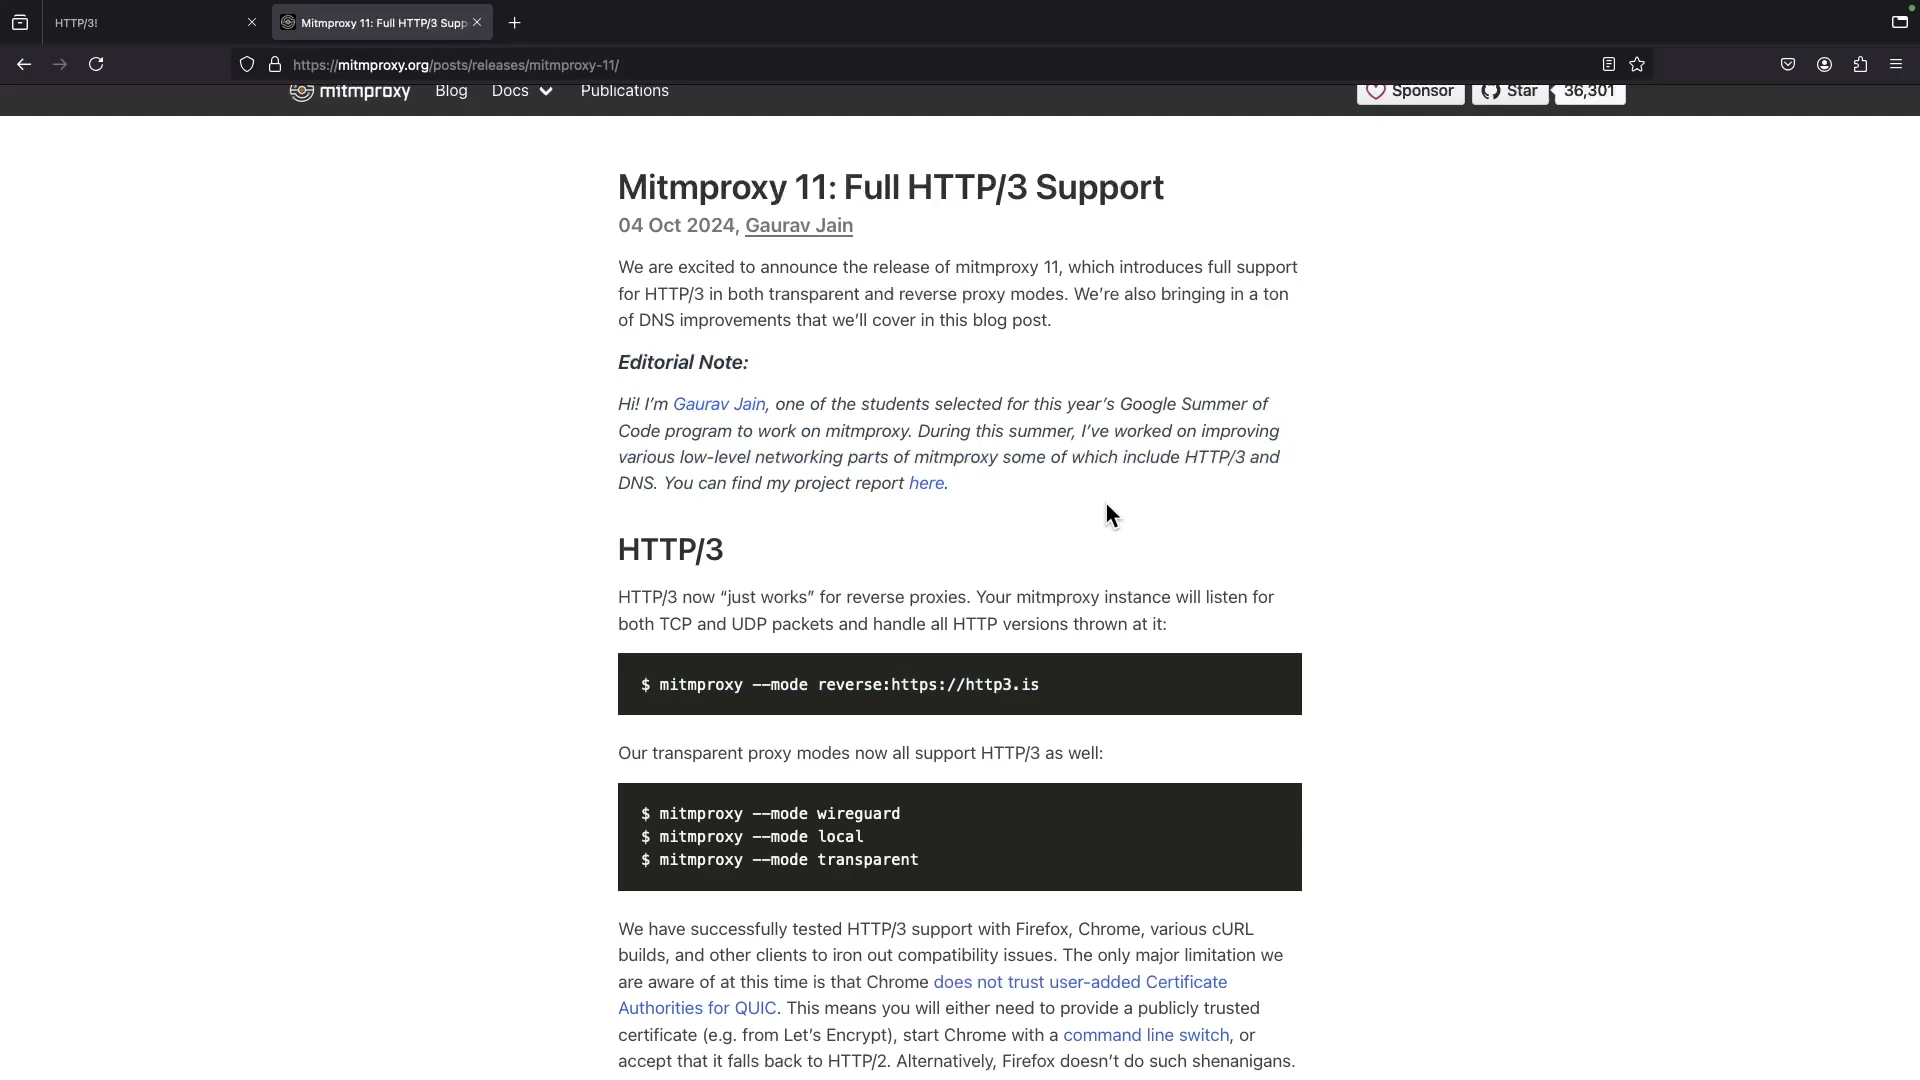 HTTP/3!
Mitmproxy 11: Full HTTP/3 Supp
https://mitmproxy.org/posts/releases/mitmproxy-11/
mitmproxy Blog Docs Publications Sponsor Star 36,301
Mitmproxy 11: Full HTTP/3 Support
04 Oct 2024, Gaurav Jain
We are excited to announce the release of mitmproxy 11, which introduces full support
for HTTP/3 in both transparent and reverse proxy modes. We’re also bringing in a ton
of DNS improvements that we’ll cover in this blog post.
Editorial Note:
Hi! I’m Gaurav Jain, one of the students selected for this year’s Google Summer of
Code program to work on mitmproxy. During this summer, I’ve worked on improving
various low-level networking parts of mitmproxy some of which include HTTP/3 and
DNS. You can find my project report here.
HTTP/3
HTTP/3 now “just works” for reverse proxies. Your mitmproxy instance will listen for
both TCP and UDP packets and handle all HTTP versions thrown at it:
$ mitmproxy --mode reverse:https://http3.is
Our transparent proxy modes now all support HTTP/3 as well:
$ mitmproxy --mode wireguard
$ mitmproxy --mode local
$ mitmproxy --mode transparent
We have successfully tested HTTP/3 support with Firefox, Chrome, various cURL
builds, and other clients to iron out compatibility issues. The only major limitation we
are aware of at this time is that Chrome does not trust user-added Certificate
Authorities for QUIC. This means you will either need to provide a publicly trusted
certificate (e.g. from Let’s Encrypt), start Chrome with a command line switch, or
accept that it falls back to HTTP/2. Alternatively, Firefox doesn’t do such shenanigans.